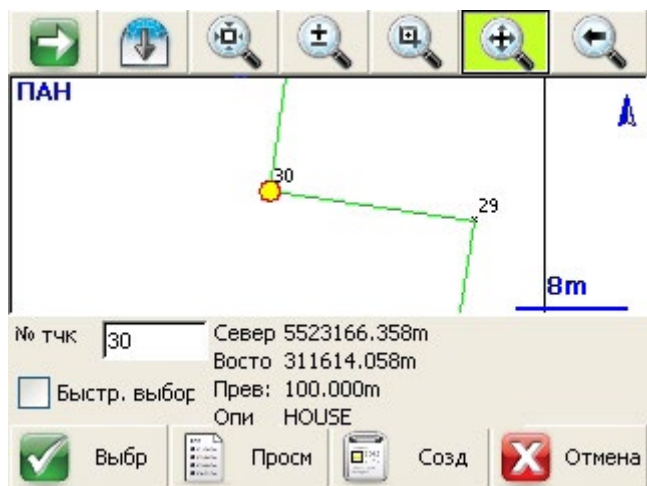 ПАН
30
29
8m
№ тчк 30
Север 5523166.358m
Восто 311614.058m
Быстр. выбор
Прев: 100.000m
Опи HOUSE
Выбр Просм Созд Отмена